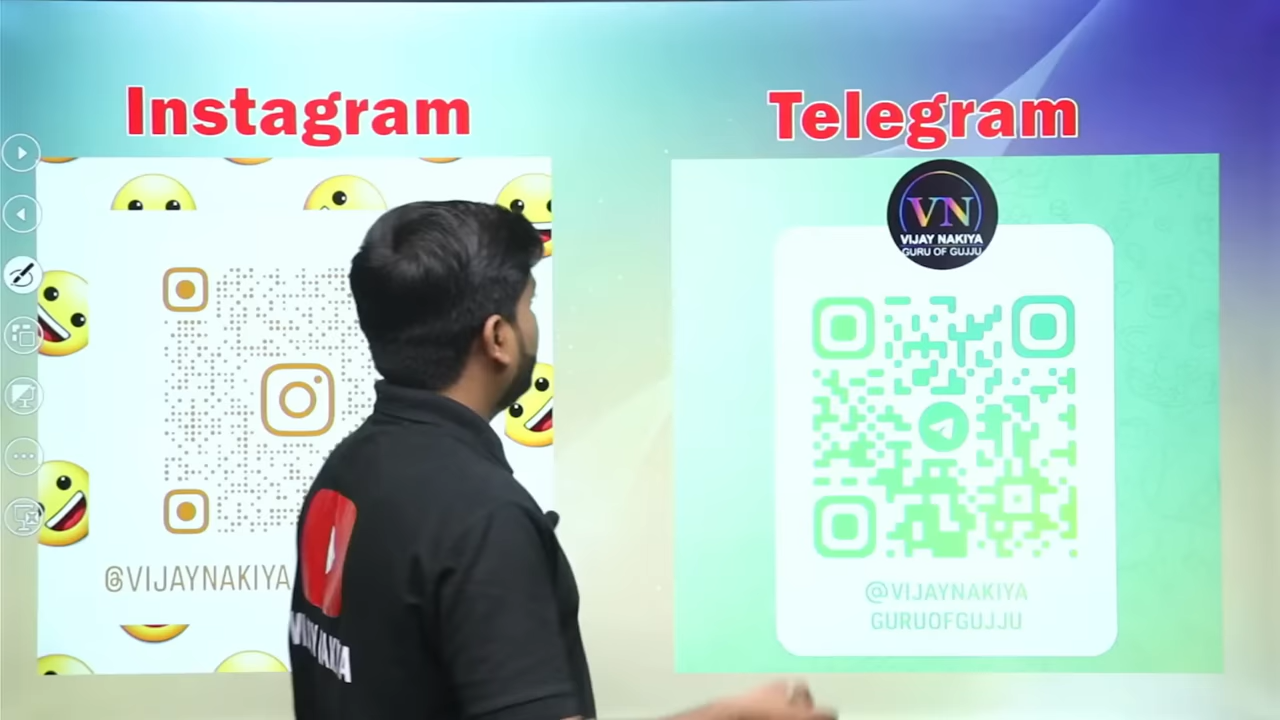 Instagram
Telegram
VN
VIJAY NAKIYA
GURU OF GUJJU
@VIJAYNAKIYA
@VIJAYNAKIYA
GURUOFGUJJU